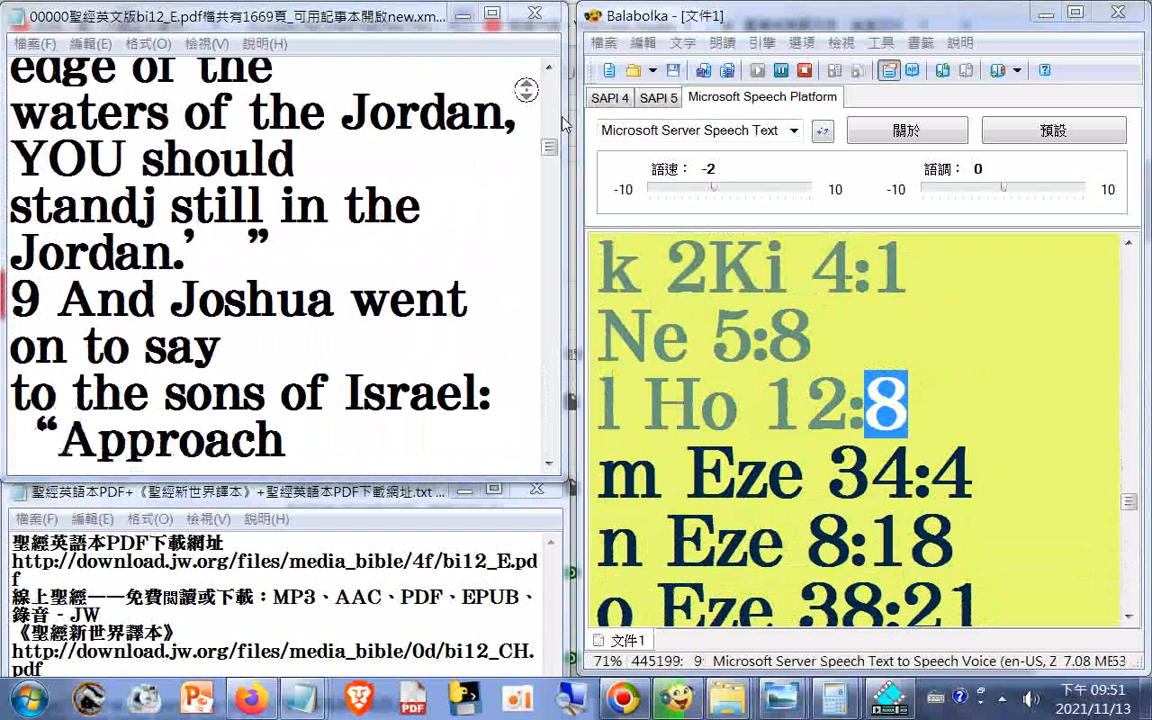 00000聖經英文版bi12_E.pdf檔共有1669頁_可用記事本開啟new.xm...
檔案(F) 編輯(E) 格式(O) 檢視(V) 說明(H)
edge of the
waters of the Jordan,
YOU should
standj still in the
Jordan.’ ”
9 And Joshua went
on to say
to the sons of Israel:
“Approach
聖經英語本PDF+《聖經新世界譯本》+聖經英語本PDF下載網址.txt ...
檔案(F) 編輯(E) 格式(O) 檢視(V) 說明(H)
聖經英語本PDF下載網址
http://download.jw.org/files/media_bible/4f/bi12_E.pd
f
線上聖經——免費閱讀或下載：MP3、AAC、PDF、EPUB、
錄音 - JW
《聖經新世界譯本》
http://download.jw.org/files/media_bible/0d/bi12_CH.
pdf
Balabolka - [文件1]
檔案 編輯 文字 朗讀 引擎 選項 檢視 工具 書籤 說明
SAPI 4 SAPI 5 Microsoft Speech Platform
Microsoft Server Speech Text 關於 預設
語速： -2 語調： 0
-10 10 -10 10
k 2Ki 4:1
Ne 5:8
l Ho 12:8
m Eze 34:4
n Eze 8:18
o Eze 38:21
文件1
71% 445199: 9: Microsoft Server Speech Text to Speech Voice (en-US, Z 7.08 ME53
下午 09:51
2021/11/13